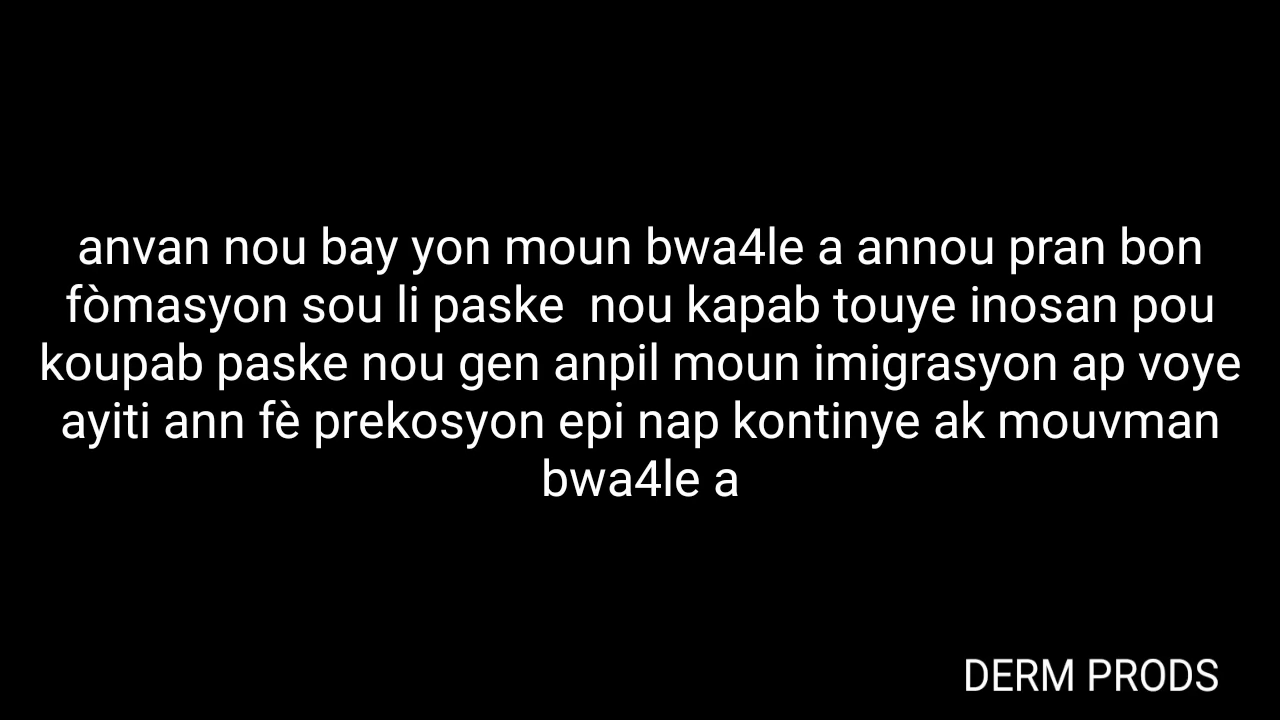 anvan nou bay yon moun bwa4le a annou pran bon
fòmasyon sou li paske  nou kapab touye inosan pou
koupab paske nou gen anpil moun imigrasyon ap voye
ayiti ann fè prekosyon epi nap kontinye ak mouvman
bwa4le a
DERM PRODS